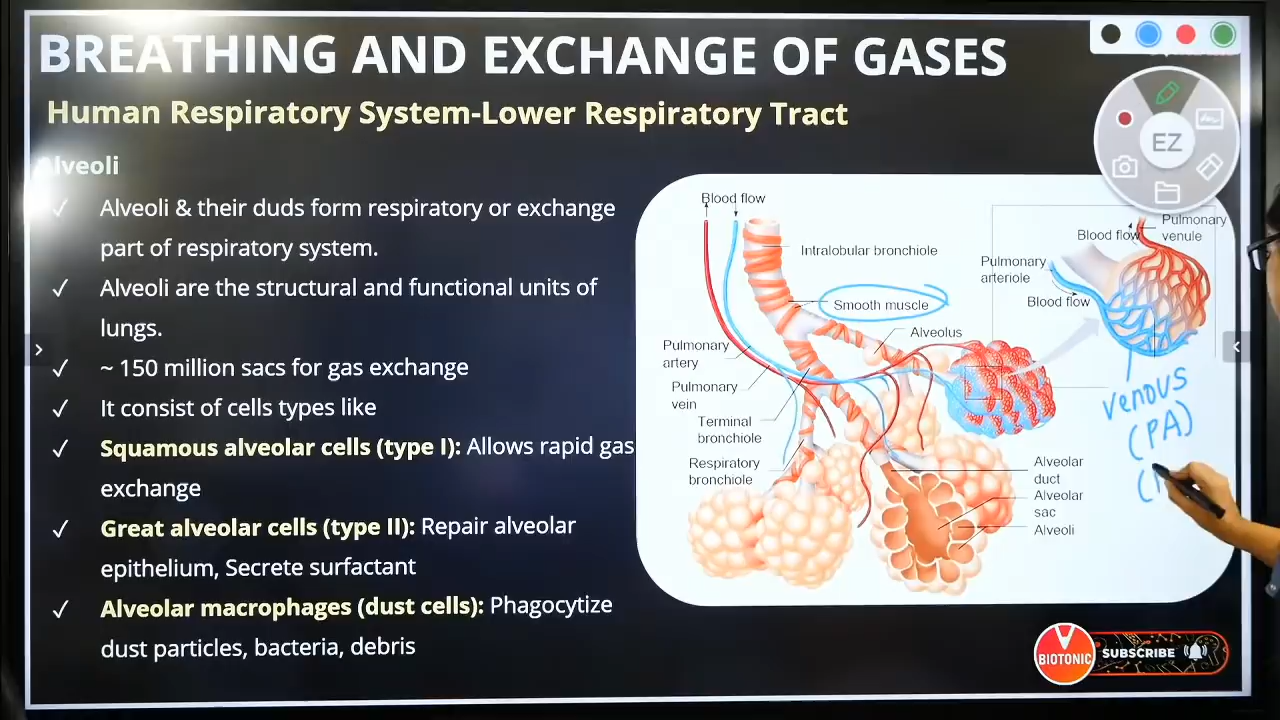 BREATHING AND EXCHANGE OF GASES
EZ
Human Respiratory System-Lower Respiratory Tract
Alveoli
✓ Alveoli & their duds form respiratory or exchange
part of respiratory system.
✓ Alveoli are the structural and functional units of
lungs.
✓ ~ 150 million sacs for gas exchange
✓ It consist of cells types like
✓ Squamous alveolar cells (type I): Allows rapid gas
exchange
✓ Great alveolar cells (type II): Repair alveolar
epithelium, Secrete surfactant
✓ Alveolar macrophages (dust cells): Phagocytize
dust particles, bacteria, debris
Blood flow
Intralobular bronchiole
Smooth muscle
Alveolus
Pulmonary
artery
Pulmonary
vein
Terminal
bronchiole
Respiratory
bronchiole
Pulmonary
venule
Blood flow
Pulmonary
arteriole
Blood flow
Alveolar
duct
Alveolar
sac
Alveoli
venous
(PA)
BIOTONIC
SUBSCRIBE